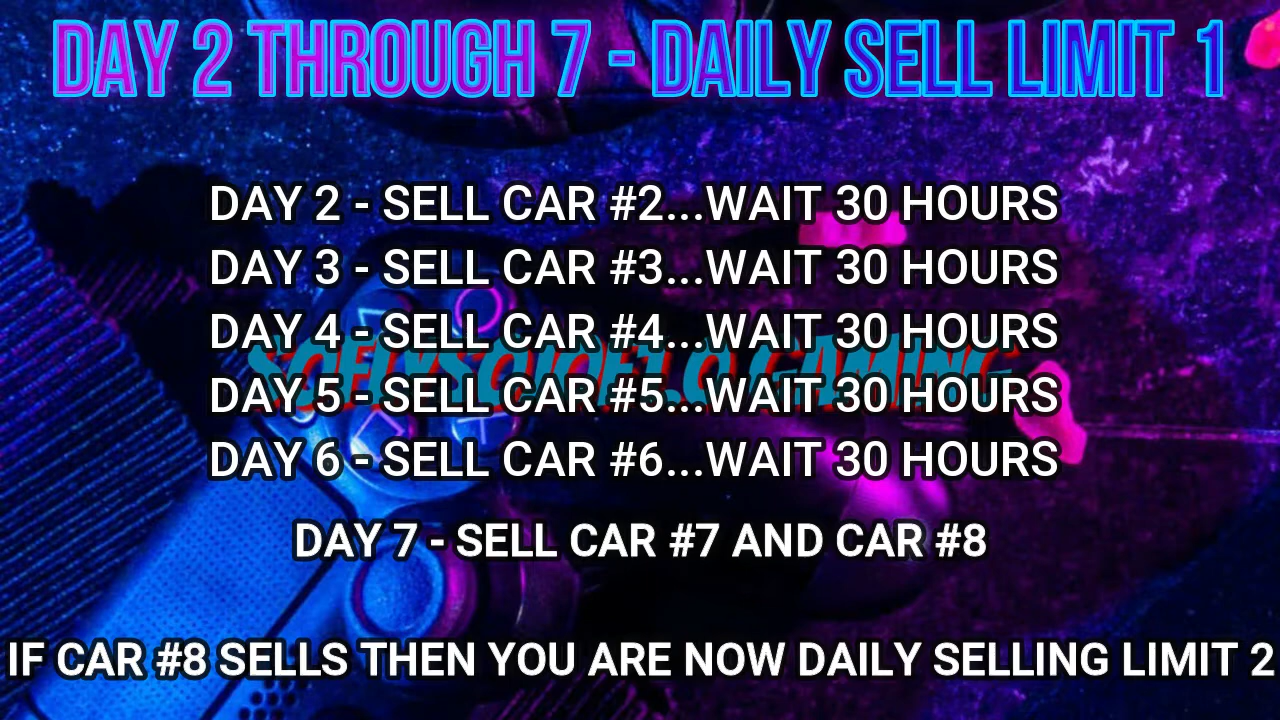 DAY 2 THROUGH 7 - DAILY SELL LIMIT 1
DAY 2 - SELL CAR #2...WAIT 30 HOURS
DAY 3 - SELL CAR #3...WAIT 30 HOURS
DAY 4 - SELL CAR #4...WAIT 30 HOURS
GAMING
DAY 5 - SELL CAR #5...WAIT 30 HOURS
DAY 6 - SELL CAR #6...WAIT 30 HOURS
DAY 7 - SELL CAR #7 AND CAR #8
IF CAR #8 SELLS THEN YOU ARE NOW DAILY SELLING LIMIT 2